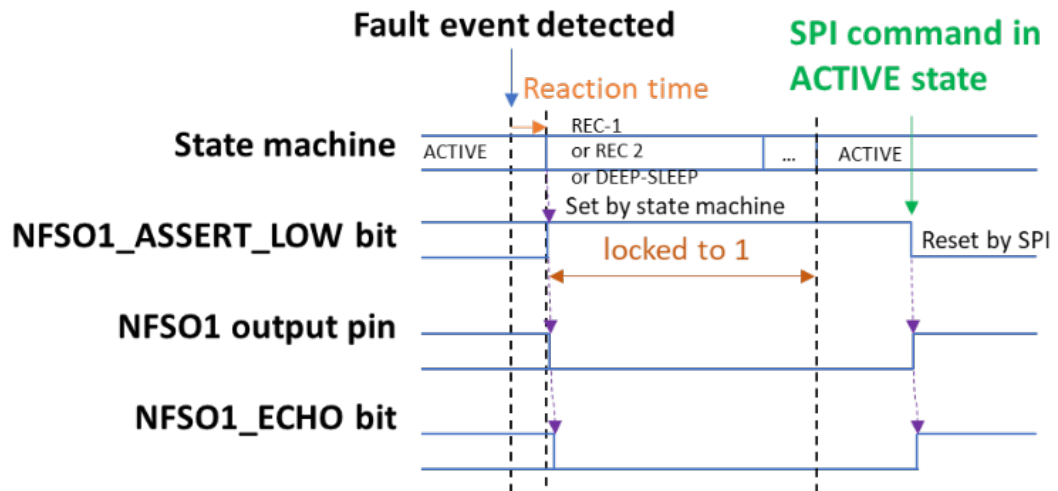 Fault event detected
SPI command in
ACTIVE state
Reaction time
State machine
ACTIVE
REC-1
or REC 2
or DEEP-SLEEP
...
ACTIVE
Set by state machine
NFSO1_ASSERT_LOW bit
locked to 1
Reset by SPI
NFSO1 output pin
NFSO1_ECHO bit